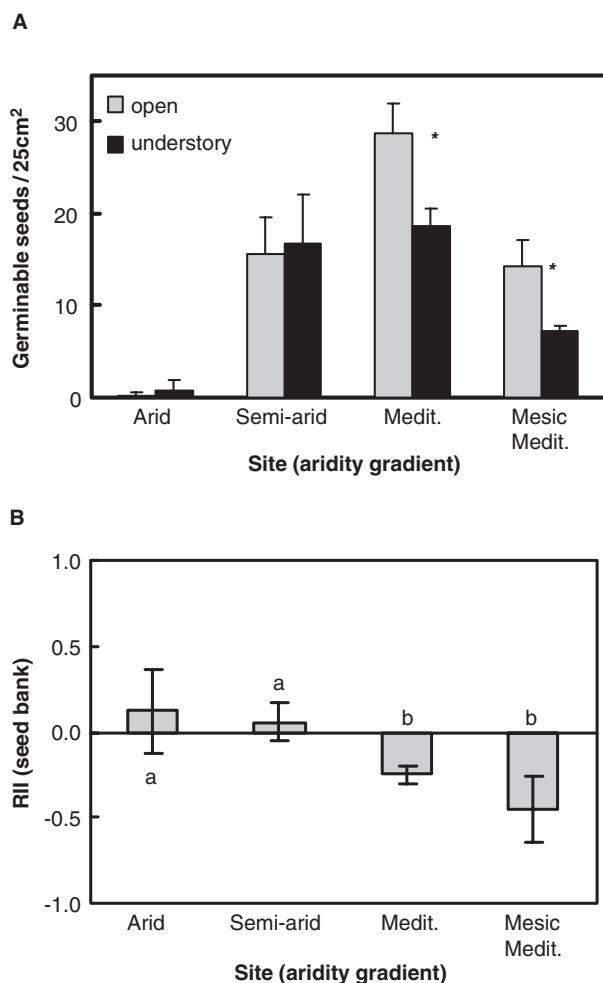 A
Germinable seeds / 25cm²
30
20
10
0
open
understory
*
*
Arid Semi-arid Medit. Mesic
Medit.
Site (aridity gradient)
B
RII (seed bank)
1.0
0.5
0.0
-0.5
-1.0
a
a
b
b
Arid Semi-arid Medit. Mesic
Medit.
Site (aridity gradient)